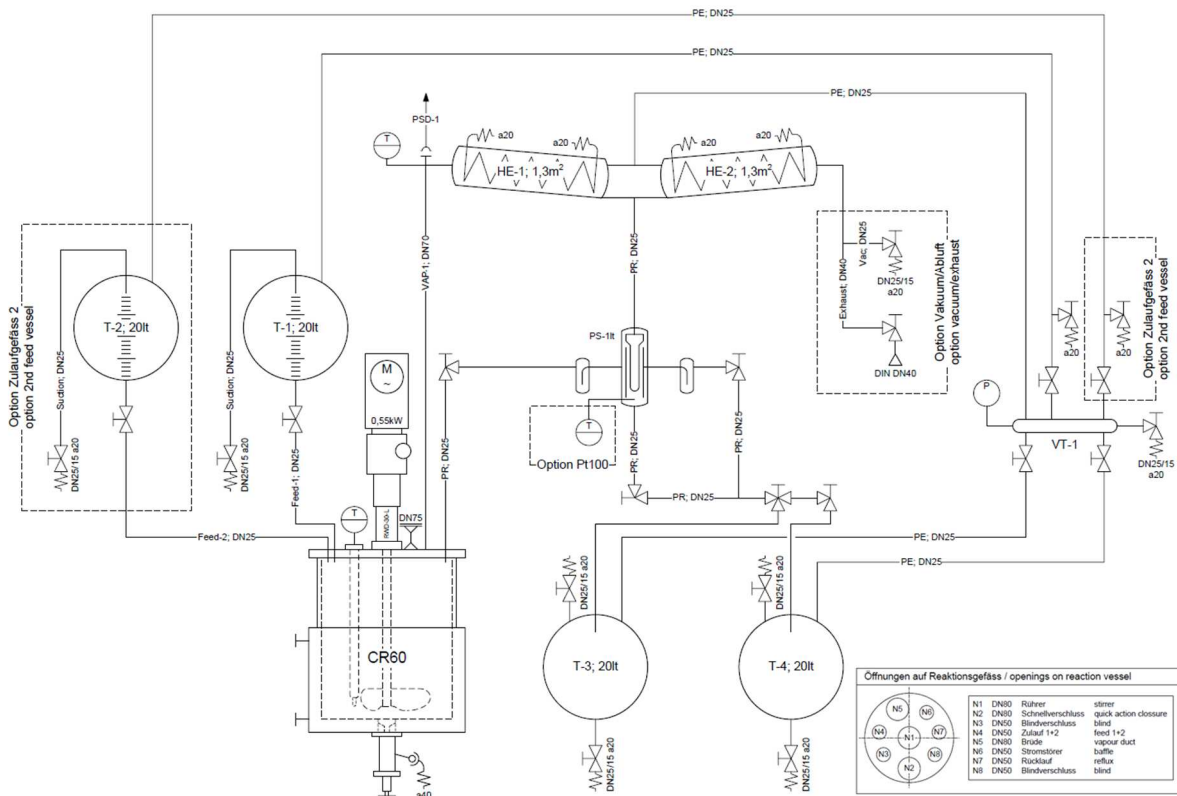 PE; DN25
PE; DN25
PE; DN25
PSD-1
T
a20
a20
HE-1; 1,3m²
a20
a20
HE-2; 1,3m²
VAP-1; DN70
PR; DN25
Exhaust; DN40
Vac; DN25
DN25/15
a20
DIN DN40
Option Vakuum/Abluft
option vacuum/exhaust
Option Zulaufgefäss 2
option 2nd feed vessel
Suction; DN25
T-2; 20lt
DN25/15 a20
Suction; DN25
T-1; 20lt
DN25/15 a20
Feed-1; DN25
Feed-2; DN25
M
~
0,55kW
RWD-30-L
T
DN75
PR; DN25
PS-1lt
T
Option Pt100
PR; DN25
PR; DN25
PR; DN25
a20
a20
Option Zulaufgefäss 2
option 2nd feed vessel
P
VT-1
DN25/15
a20
PE; DN25
PE; DN25
CR60
DN25/15 a20
T-3; 20lt
DN25/15 a20
DN25/15 a20
T-4; 20lt
DN25/15 a20
Öffnungen auf Reaktionsgefäss / openings on reaction vessel
N5
N6
N4
N1
N7
N3
N8
N2
N1 DN80 Rührer stirrer
N2 DN80 Schnellverschluss quick action clossure
N3 DN50 Blindverschluss blind
N4 DN50 Zulauf 1+2 feed 1+2
N5 DN80 Brüde vapour duct
N6 DN50 Stromstörer baffle
N7 DN50 Rücklauf reflux
N8 DN50 Blindverschluss blind